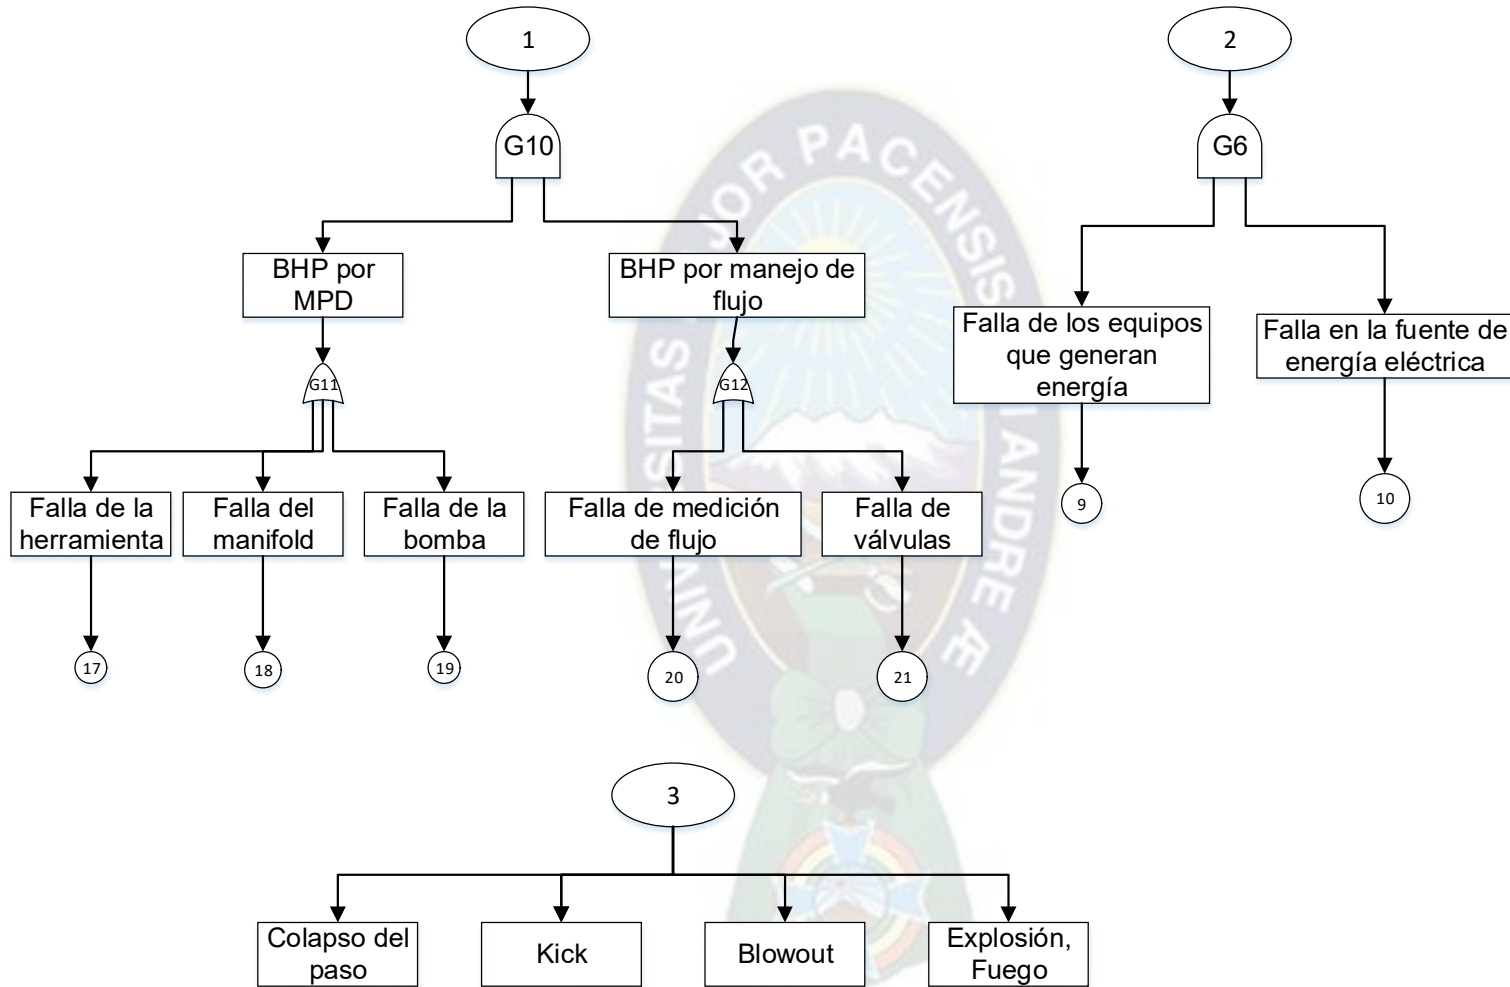 1
2
G10
G6
BHP por
MPD
BHP por manejo de
flujo
Falla de los equipos
que generan
energía
Falla en la fuente de
energía eléctrica
G11
G12
Falla de la
herramienta
Falla del
manifold
Falla de la
bomba
Falla de medición
de flujo
Falla de
válvulas
9
10
17
18
19
20
21
3
Colapso del
paso
Kick
Blowout
Explosión,
Fuego